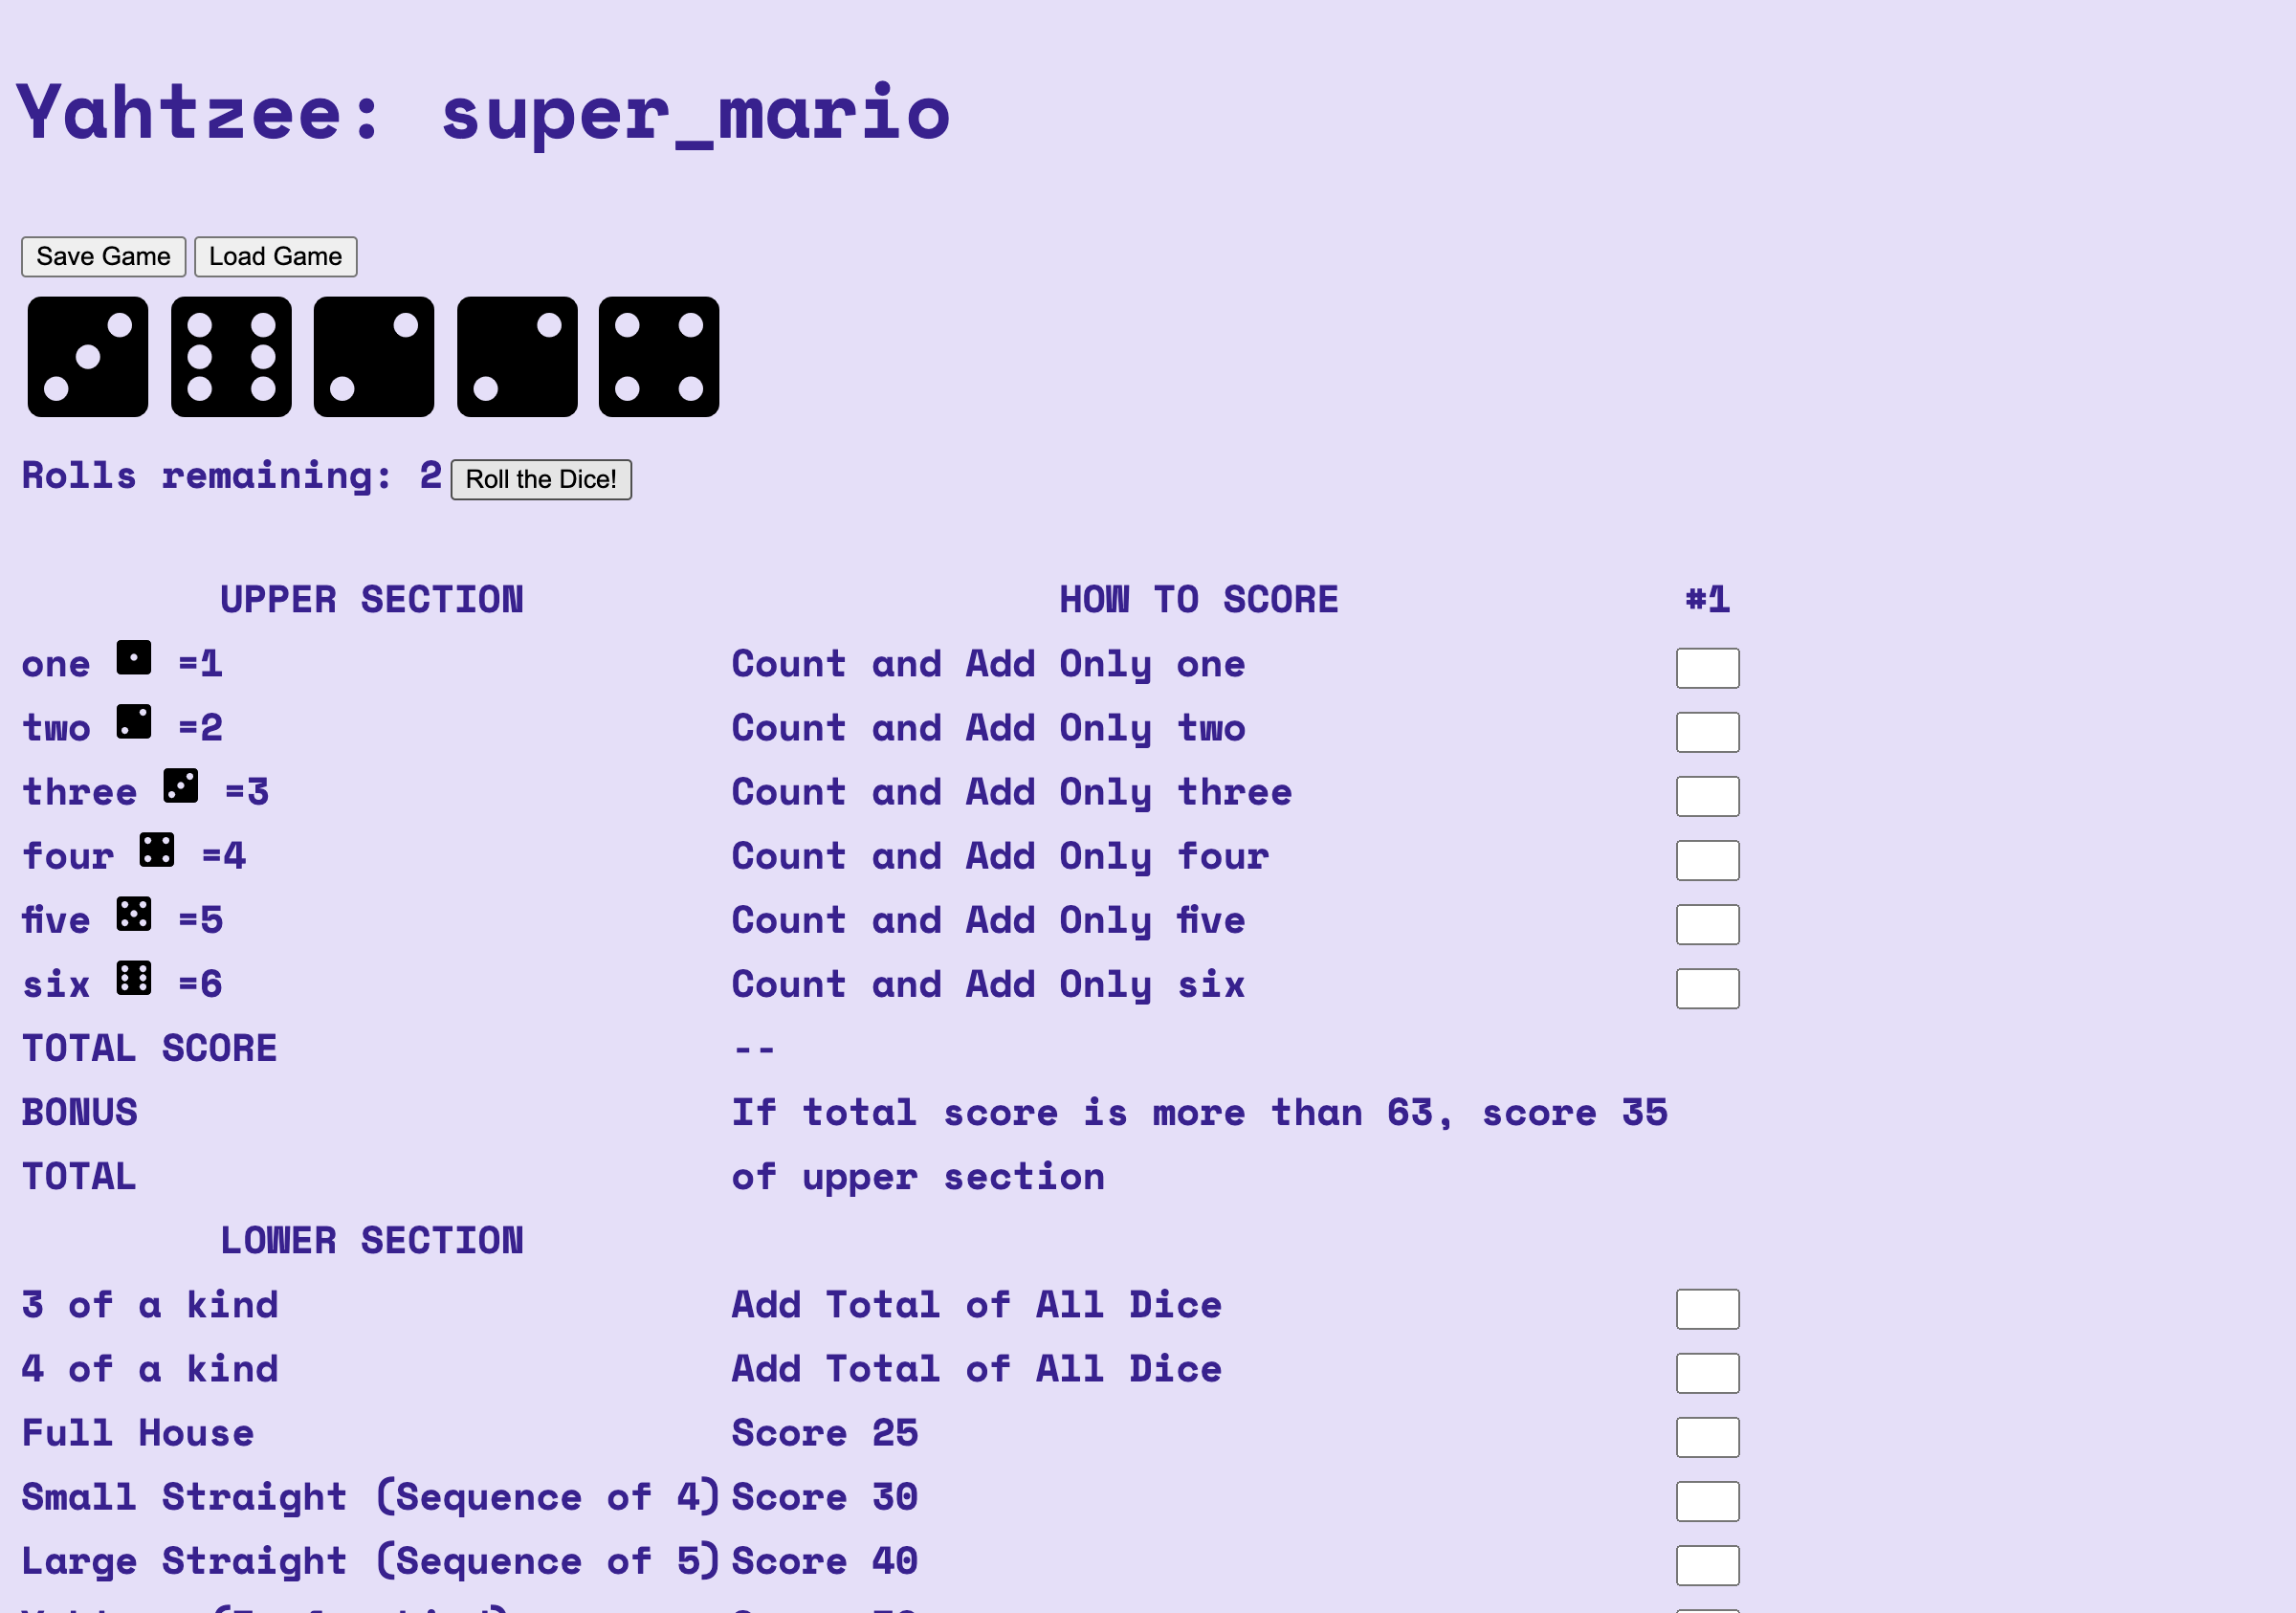 Yahtzee: super_mario
Save Game Load Game
Rolls remaining: 2 Roll the Dice!
UPPER SECTION HOW TO SCORE #1
one =1 Count and Add Only one
two =2 Count and Add Only two
three =3 Count and Add Only three
four =4 Count and Add Only four
five =5 Count and Add Only five
six =6 Count and Add Only six
TOTAL SCORE --
BONUS If total score is more than 63, score 35
TOTAL of upper section
LOWER SECTION
3 of a kind Add Total of All Dice
4 of a kind Add Total of All Dice
Full House Score 25
Small Straight (Sequence of 4) Score 30
Large Straight (Sequence of 5) Score 40